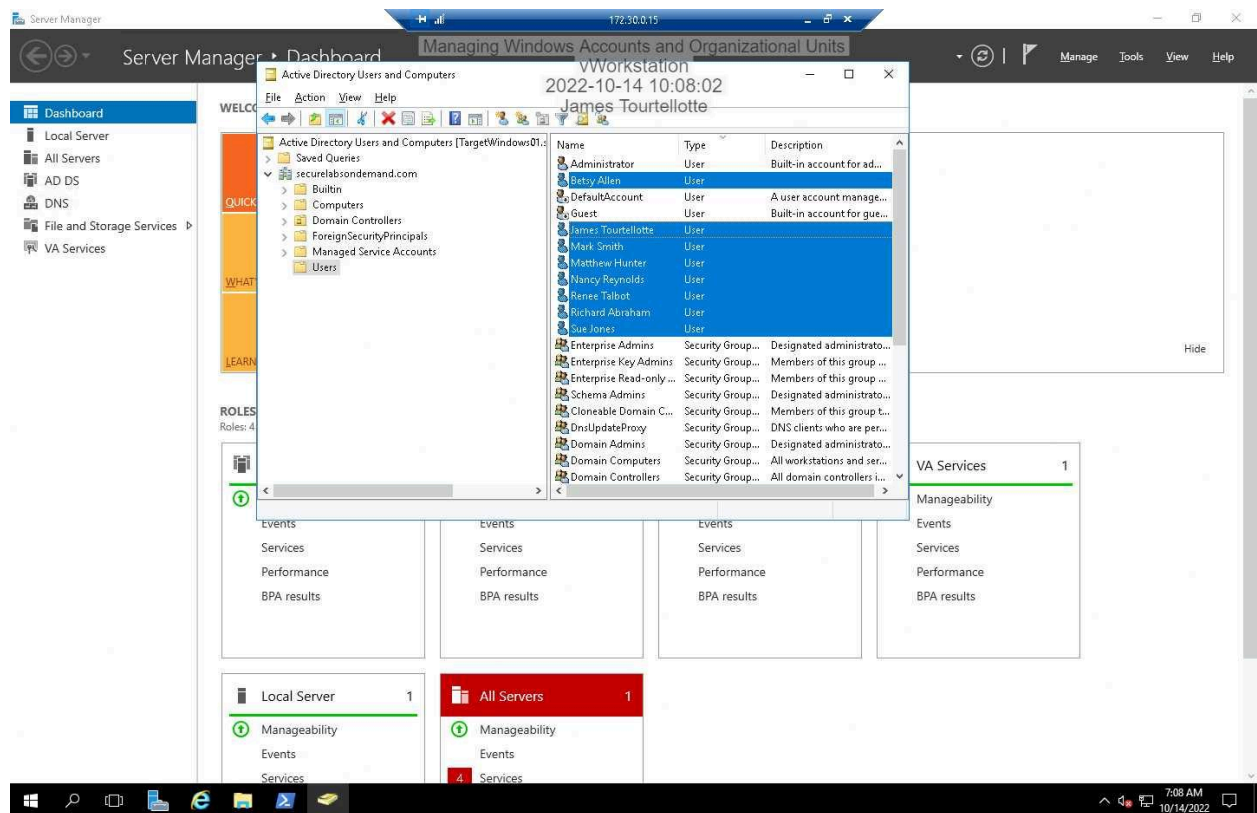 Server Manager
172.30.0.15
Server Manager • Dashboard
Managing Windows Accounts and Organizational Units
vWorkstation
2022-10-14 10:08:02
James Tourtellotte
Manage Tools View Help
Dashboard
Local Server
All Servers
AD DS
DNS
File and Storage Services
VA Services
WELCO
QUICK
WHAT'
LEARN
Hide
Active Directory Users and Computers
File Action View Help
Active Directory Users and Computers [TargetWindows01.s
Saved Queries
securelabsondemand.com
Builtin
Computers
Domain Controllers
ForeignSecurityPrincipals
Managed Service Accounts
Users
Name Type Description
Administrator User Built-in account for ad...
Betsy Allen User
DefaultAccount User A user account manage...
Guest User Built-in account for gue...
James Tourtellotte User
Mark Smith User
Matthew Hunter User
Nancy Reynolds User
Renee Talbot User
Richard Abraham User
Sue Jones User
Enterprise Admins Security Group... Designated administrato...
Enterprise Key Admins Security Group... Members of this group ...
Enterprise Read-only ... Security Group... Members of this group ...
Schema Admins Security Group... Designated administrato...
Cloneable Domain C... Security Group... Members of this group t...
DnsUpdateProxy Security Group... DNS clients who are per...
Domain Admins Security Group... Designated administrato...
Domain Computers Security Group... All workstations and ser...
Domain Controllers Security Group... All domain controllers i...
ROLES
Roles: 4
Events
Services
Performance
BPA results
Events
Services
Performance
BPA results
Events
Services
Performance
BPA results
VA Services 1
Manageability
Events
Services
Performance
BPA results
Local Server 1
Manageability
Events
Services
All Servers 1
Manageability
Events
4 Services
7:08 AM
10/14/2022